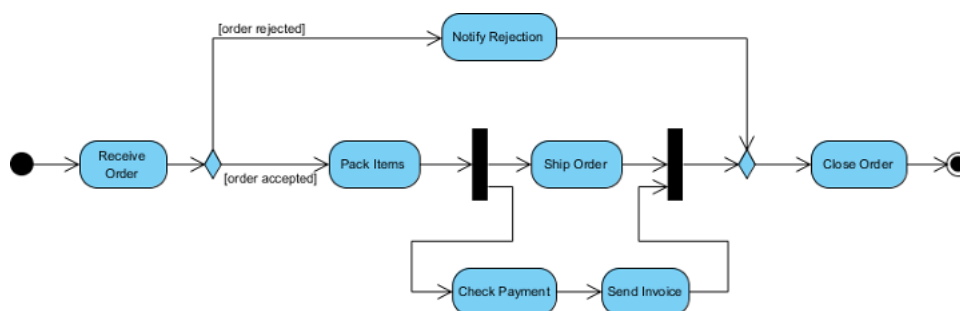 [order rejected]
Notify Rejection
Receive
Order
[order accepted]
Pack Items
Ship Order
Close Order
Check Payment
Send Invoice